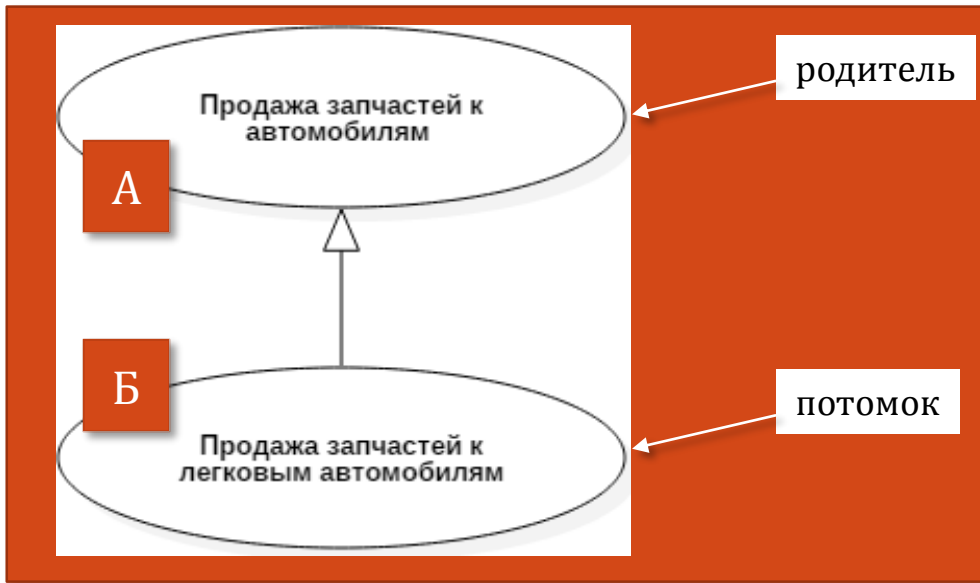 родитель
Продажа запчастей к
автомобилям
А
Б
потомок
Продажа запчастей к
легковым автомобилям